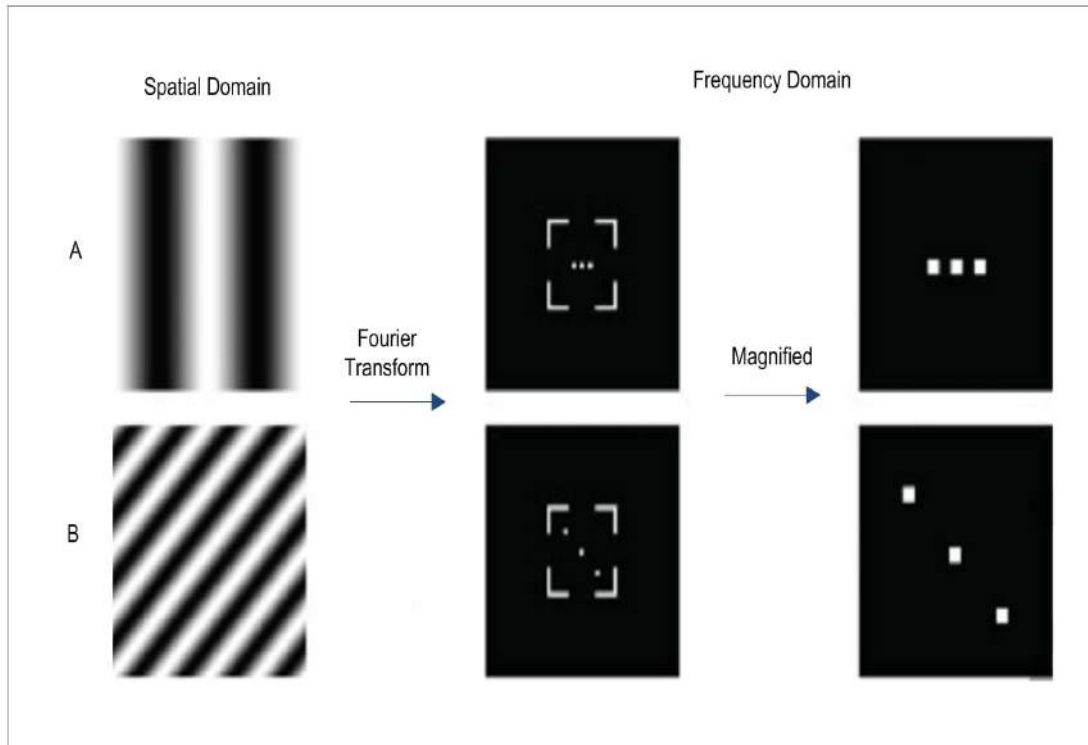 Spatial Domain
Frequency Domain
A
Fourier
Transform
Magnified
B